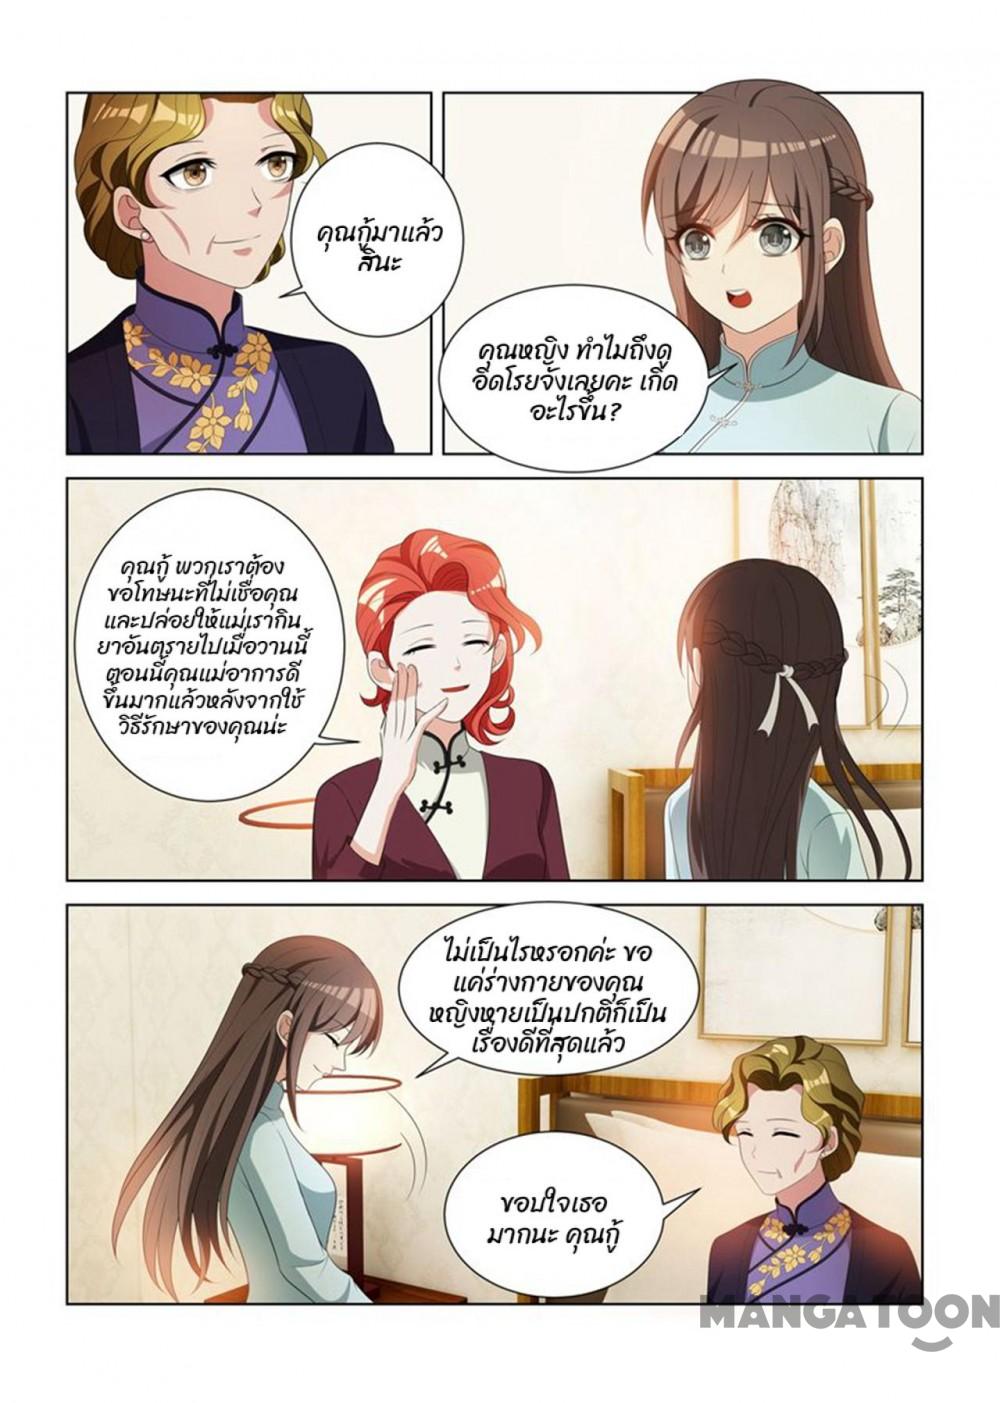 คุณกู้มาแล้ว
สินะ
คุณหญิง ทำไมถึงดู
อิดโรยจังเลยคะ เกิด
อะไรขึ้น?
คุณกู้ พวกเราต้อง
ขอโทษนะที่ไม่เชื่อคุณ
และปล่อยให้แม่เรากิน
ยาอันตรายไปเมื่อวานนี้
ตอนนี้คุณแม่อาการดี
ขึ้นมากแล้วหลังจากใช้
วิธีรักษาของคุณน่ะ
ไม่เป็นไรหรอกค่ะ ขอ
แค่ร่างกายของคุณ
หญิงหายเป็นปกติก็เป็น
เรื่องดีที่สุดแล้ว
ขอบใจเธอ
มากนะ คุณกู้
MANGATOON